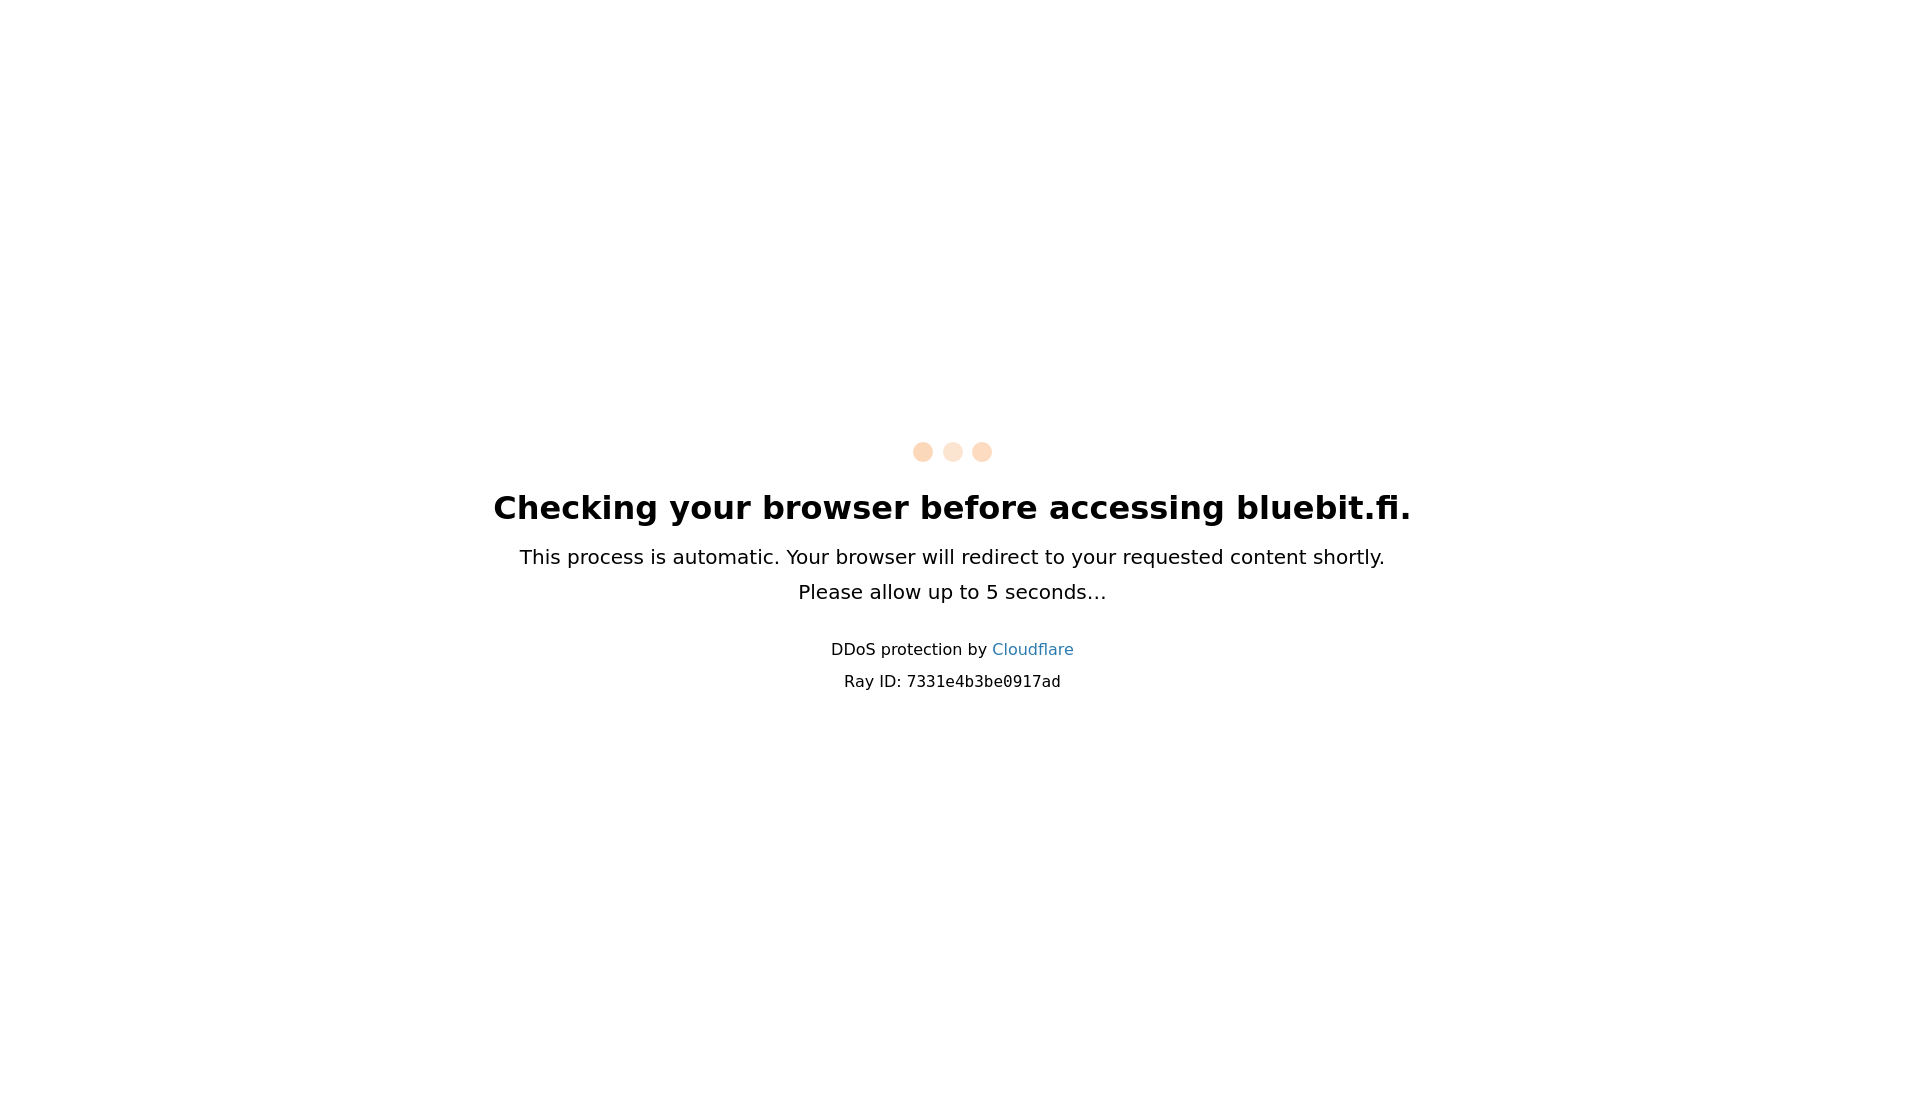 Checking your browser before accessing bluebit.fi.
This process is automatic. Your browser will redirect to your requested content shortly.
Please allow up to 5 seconds…
DDoS protection by Cloudflare
Ray ID: 7331e4b3be0917ad